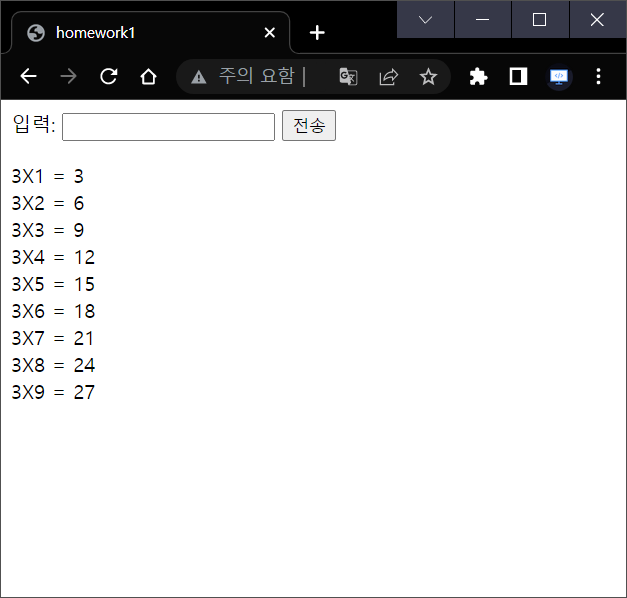 homework1
주의 요함
입력: 전송
3X1 = 3
3X2 = 6
3X3 = 9
3X4 = 12
3X5 = 15
3X6 = 18
3X7 = 21
3X8 = 24
3X9 = 27